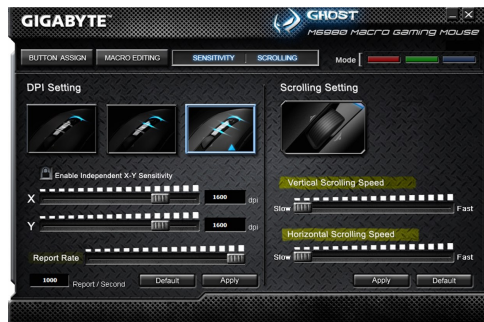 GIGABYTE™
GHOST™
M6980 MACRO GAMING MOUSE
BUTTON ASSIGN
MACRO EDITING
SENSITIVITY
SCROLLING
Mode
DPI Setting
Scrolling Setting
Enable Independent X-Y Sensitivity
X
1600 dpi
Y
1600 dpi
Report Rate
1000 Report / Second
Default
Apply
Vertical Scrolling Speed
Slow Fast
Horizontal Scrolling Speed
Slow Fast
Apply
Default